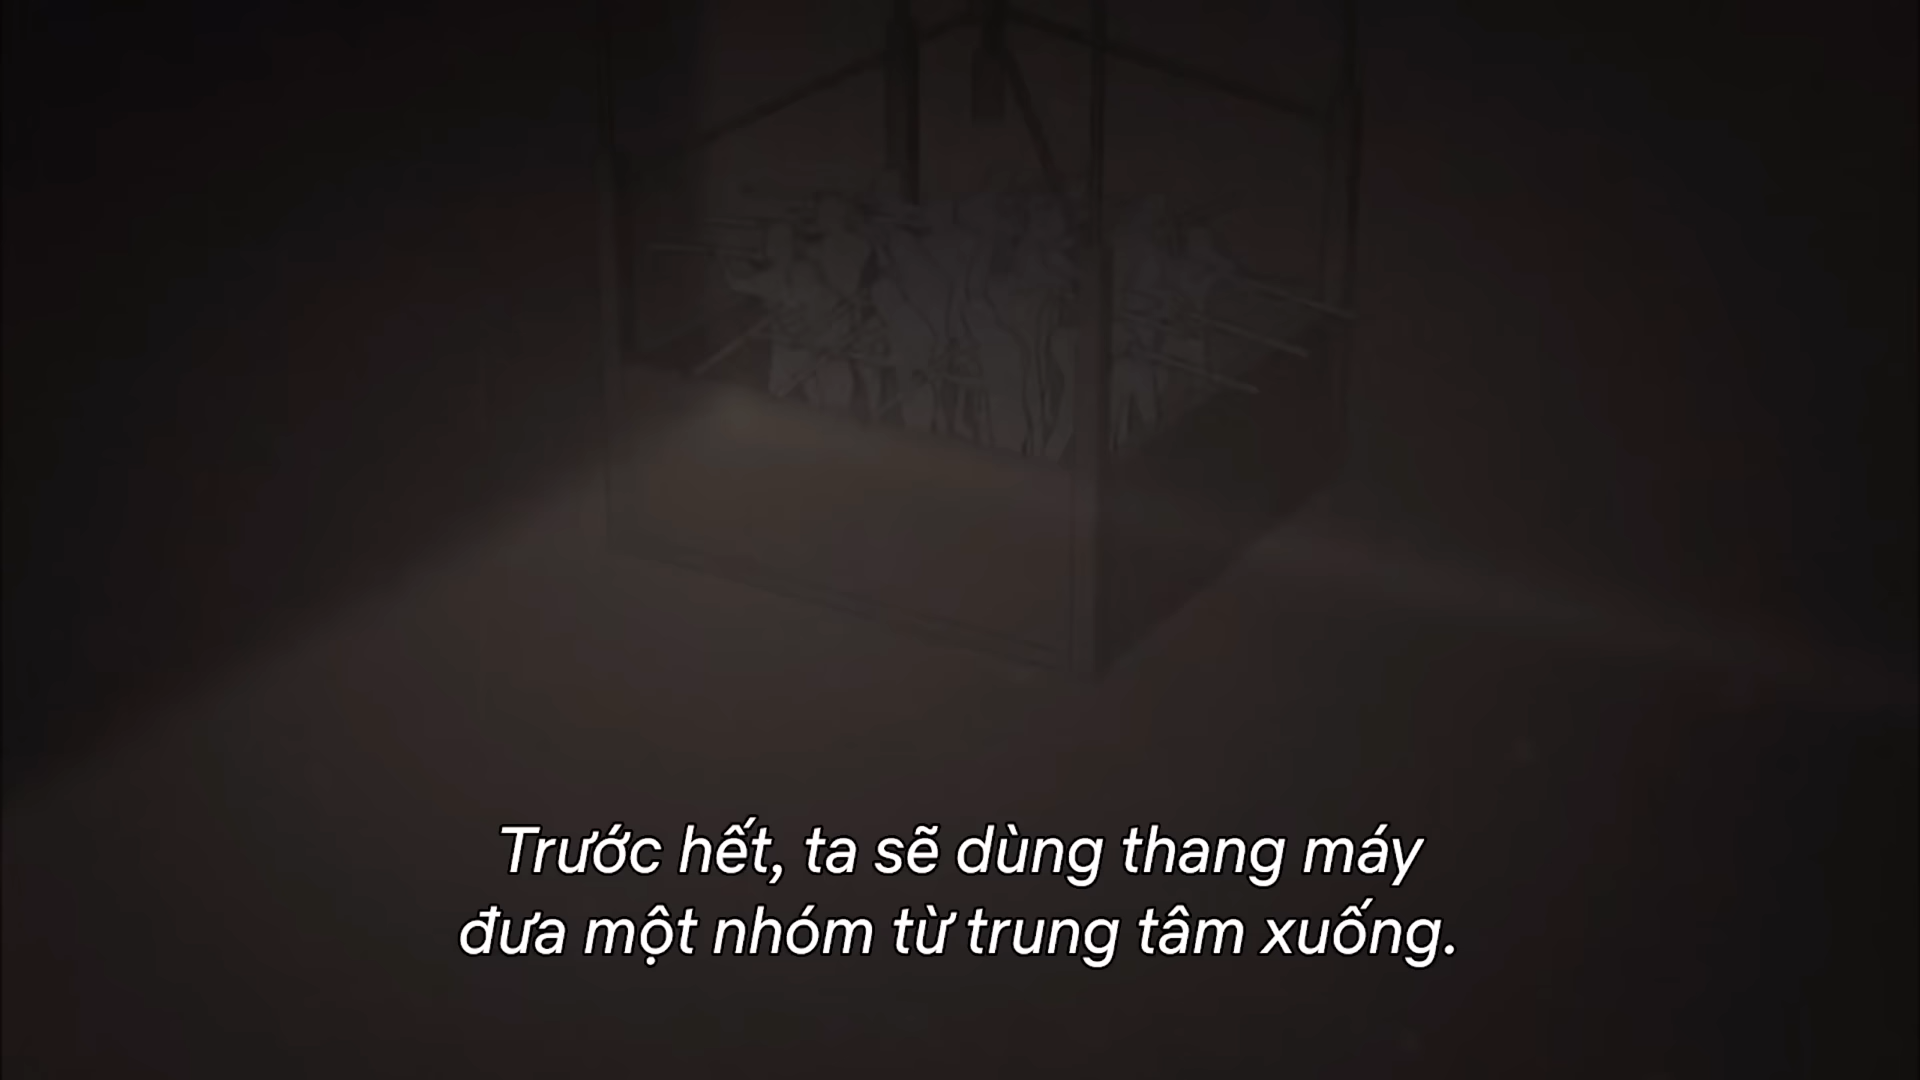 Trước hết, ta sẽ dùng thang máy
đưa một nhóm từ trung tâm xuống.